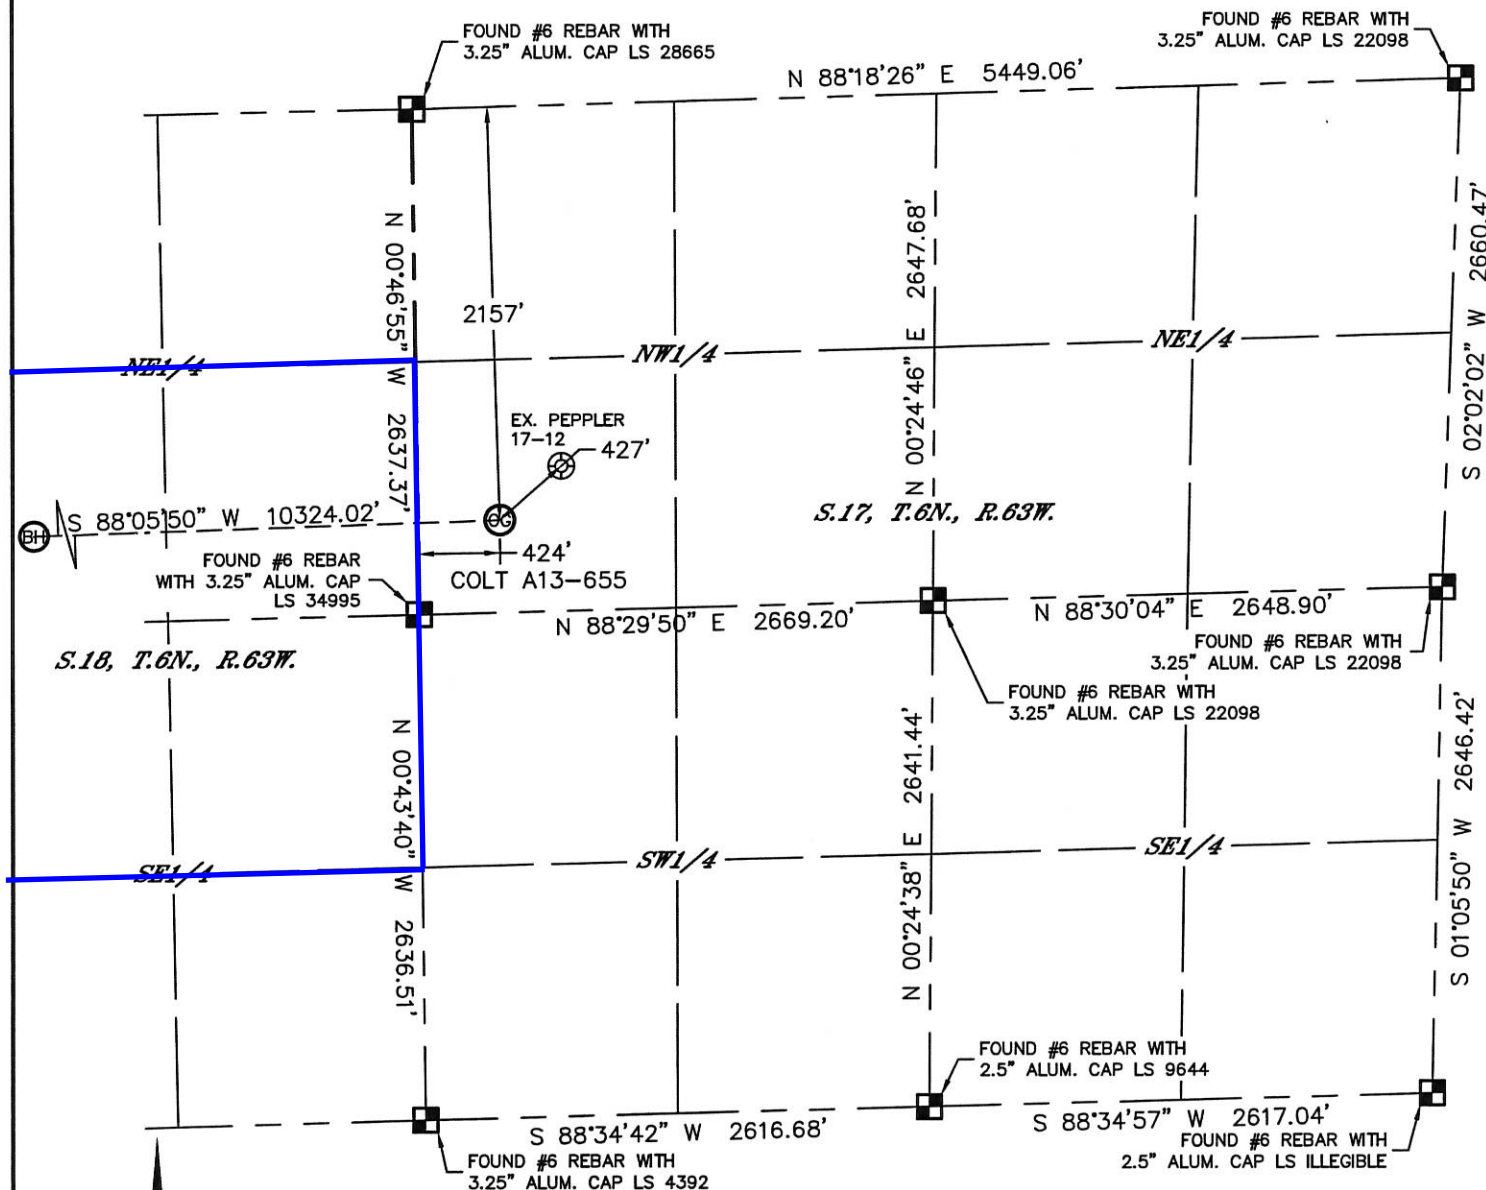 FOUND #6 REBAR WITH
3.25" ALUM. CAP LS 28665
FOUND #6 REBAR WITH
3.25" ALUM. CAP LS 22098
N 88°18'26" E 5449.06'
N 00°46'55" W 2637.37'
2157'
N 00°24'46" E 2647.68'
S 02°02'02" W 2660.47'
NE1/4
NW1/4
NE1/4
EX. PEPPLER
17-12
427'
BH
S 88°05'50" W 10324.02'
OG
S.17, T.6N., R.63W.
424'
COLT A13-655
FOUND #6 REBAR
WITH 3.25" ALUM. CAP
LS 34995
N 88°29'50" E 2669.20'
N 88°30'04" E 2648.90'
S.18, T.6N., R.63W.
FOUND #6 REBAR WITH
3.25" ALUM. CAP LS 22098
FOUND #6 REBAR WITH
3.25" ALUM. CAP LS 22098
N 00°43'40" W 2636.51'
N 00°24'38" E 2641.44'
S 01°05'50" W 2646.42'
SE1/4
SW1/4
SE1/4
FOUND #6 REBAR WITH
2.5" ALUM. CAP LS 9644
S 88°34'42" W 2616.68'
S 88°34'57" W 2617.04'
FOUND #6 REBAR WITH
2.5" ALUM. CAP LS ILLEGIBLE
FOUND #6 REBAR WITH
3.25" ALUM. CAP LS 4392